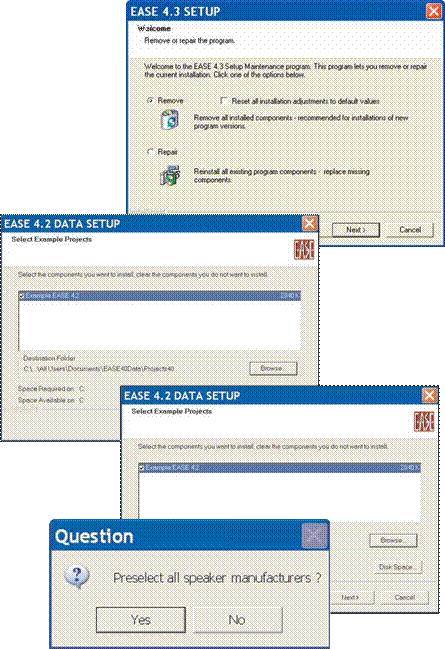 EASE 4.3 SETUP
Welcome
Remove or repair the program.
Welcome to the EASE 4.3 Setup Maintenance program. This program lets you remove or repair
the current installation. Click one of the options below.
Remove
Reset all installation adjustments to default values
Remove all installed components - recommended for installations of new
program versions.
Repair
Reinstall all existing program components - replace missing
components.
Next >
Cancel
EASE 4.2 DATA SETUP
Select Example Projects
EASE
Select the components you want to install, clear the components you do not want to install.
Example EASE 4.2
2840 K
Destination Folder
C:\...\All Users\Documents\EASE40Data\Projects40
Browse...
Space Required on C:
Space Available on C:
EASE 4.2 DATA SETUP
Select Example Projects
EASE
Select the components you want to install, clear the components you do not want to install.
Example EASE 4.2
2840 K
Browse...
Disk Space...
Next >
Cancel
Question
Preselect all speaker manufacturers ?
Yes
No